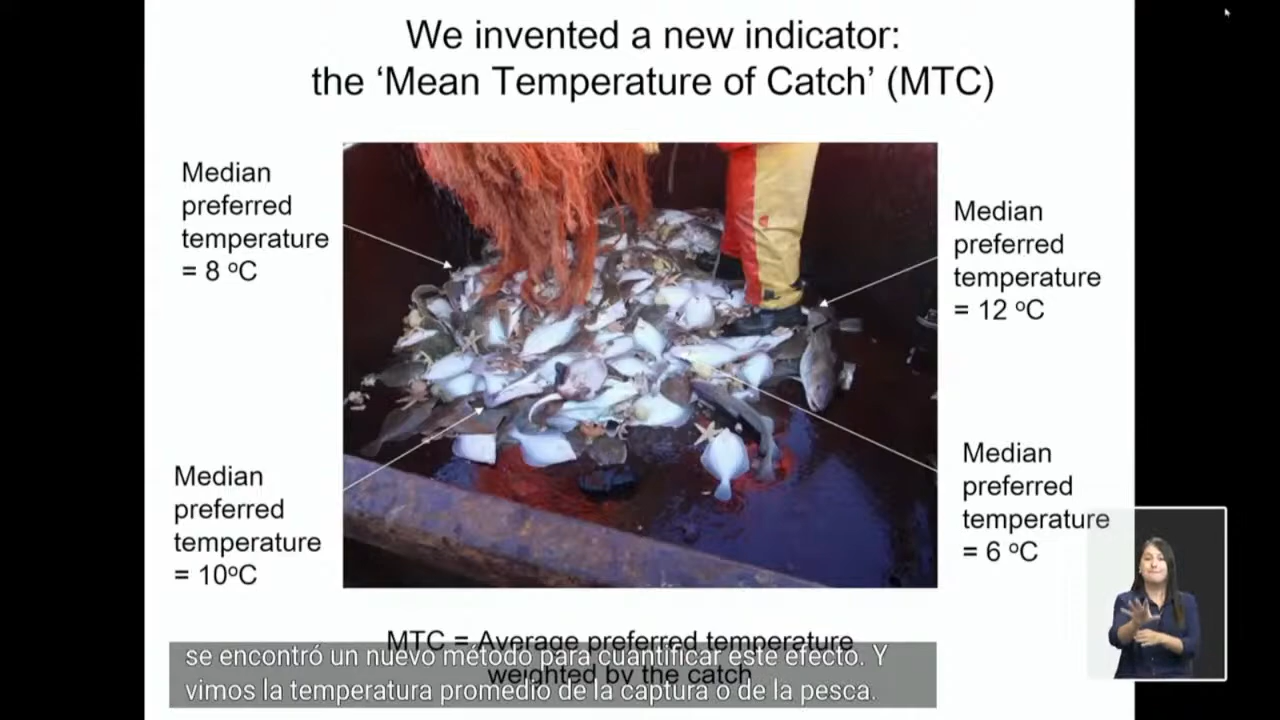 We invented a new indicator:
the ‘Mean Temperature of Catch’ (MTC)
Median
preferred
temperature
= 8 ºC
Median
preferred
temperature
= 12 ºC
Median
preferred
temperature
= 10ºC
Median
preferred
temperature
= 6 ºC
MTC = Average preferred temperature
weighted by the catch
se encontró un nuevo método para cuantificar este efecto. Y
vimos la temperatura promedio de la captura o de la pesca.